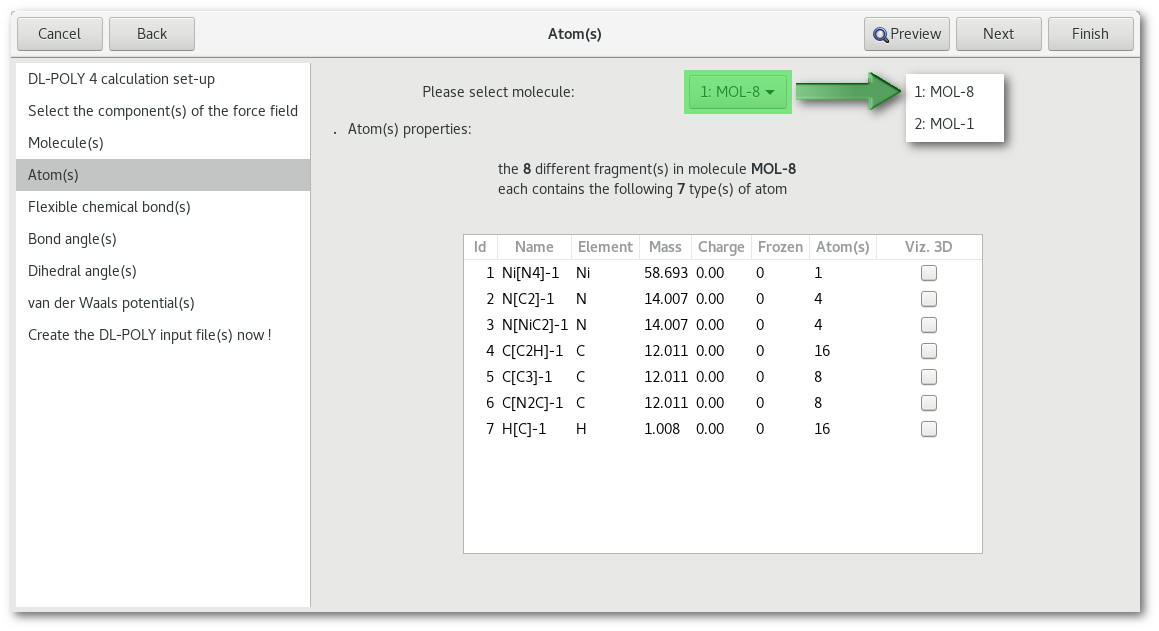 Cancel Back Atom(s) Preview Next Finish
DL-POLY 4 calculation set-up
Select the component(s) of the force field
Molecule(s)
Atom(s)
Flexible chemical bond(s)
Bond angle(s)
Dihedral angle(s)
van der Waals potential(s)
Create the DL-POLY input file(s) now !
Please select molecule: 1: MOL-8
1: MOL-8
2: MOL-1
. Atom(s) properties:
the 8 different fragment(s) in molecule MOL-8
each contains the following 7 type(s) of atom
Id Name Element Mass Charge Frozen Atom(s) Viz. 3D
1 Ni[N4]-1 Ni 58.693 0.00 0 1
2 N[C2]-1 N 14.007 0.00 0 4
3 N[NiC2]-1 N 14.007 0.00 0 4
4 C[C2H]-1 C 12.011 0.00 0 16
5 C[C3]-1 C 12.011 0.00 0 8
6 C[N2C]-1 C 12.011 0.00 0 8
7 H[C]-1 H 1.008 0.00 0 16